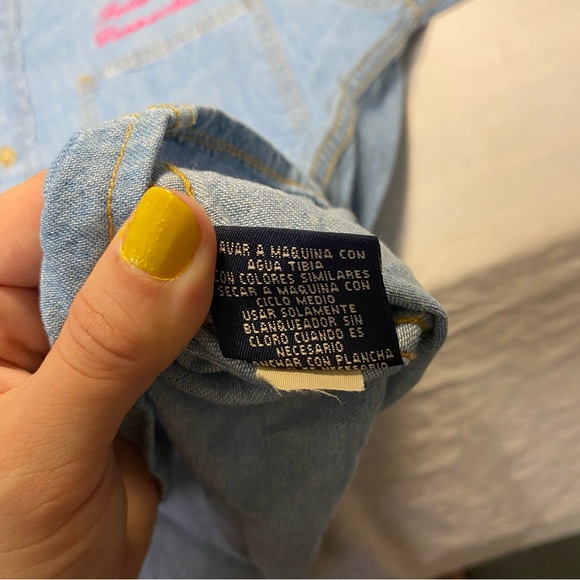 AVAR A MAQUINA CON
AGUA TIBIA
CON COLORES SIMILARES
SECAR A MAQUINA CON
CICLO MEDIO
USAR SOLAMENTE
BLANQUEADOR SIN
CLORO CUANDO ES
NECESARIO
NCHAR CON PLANCHA